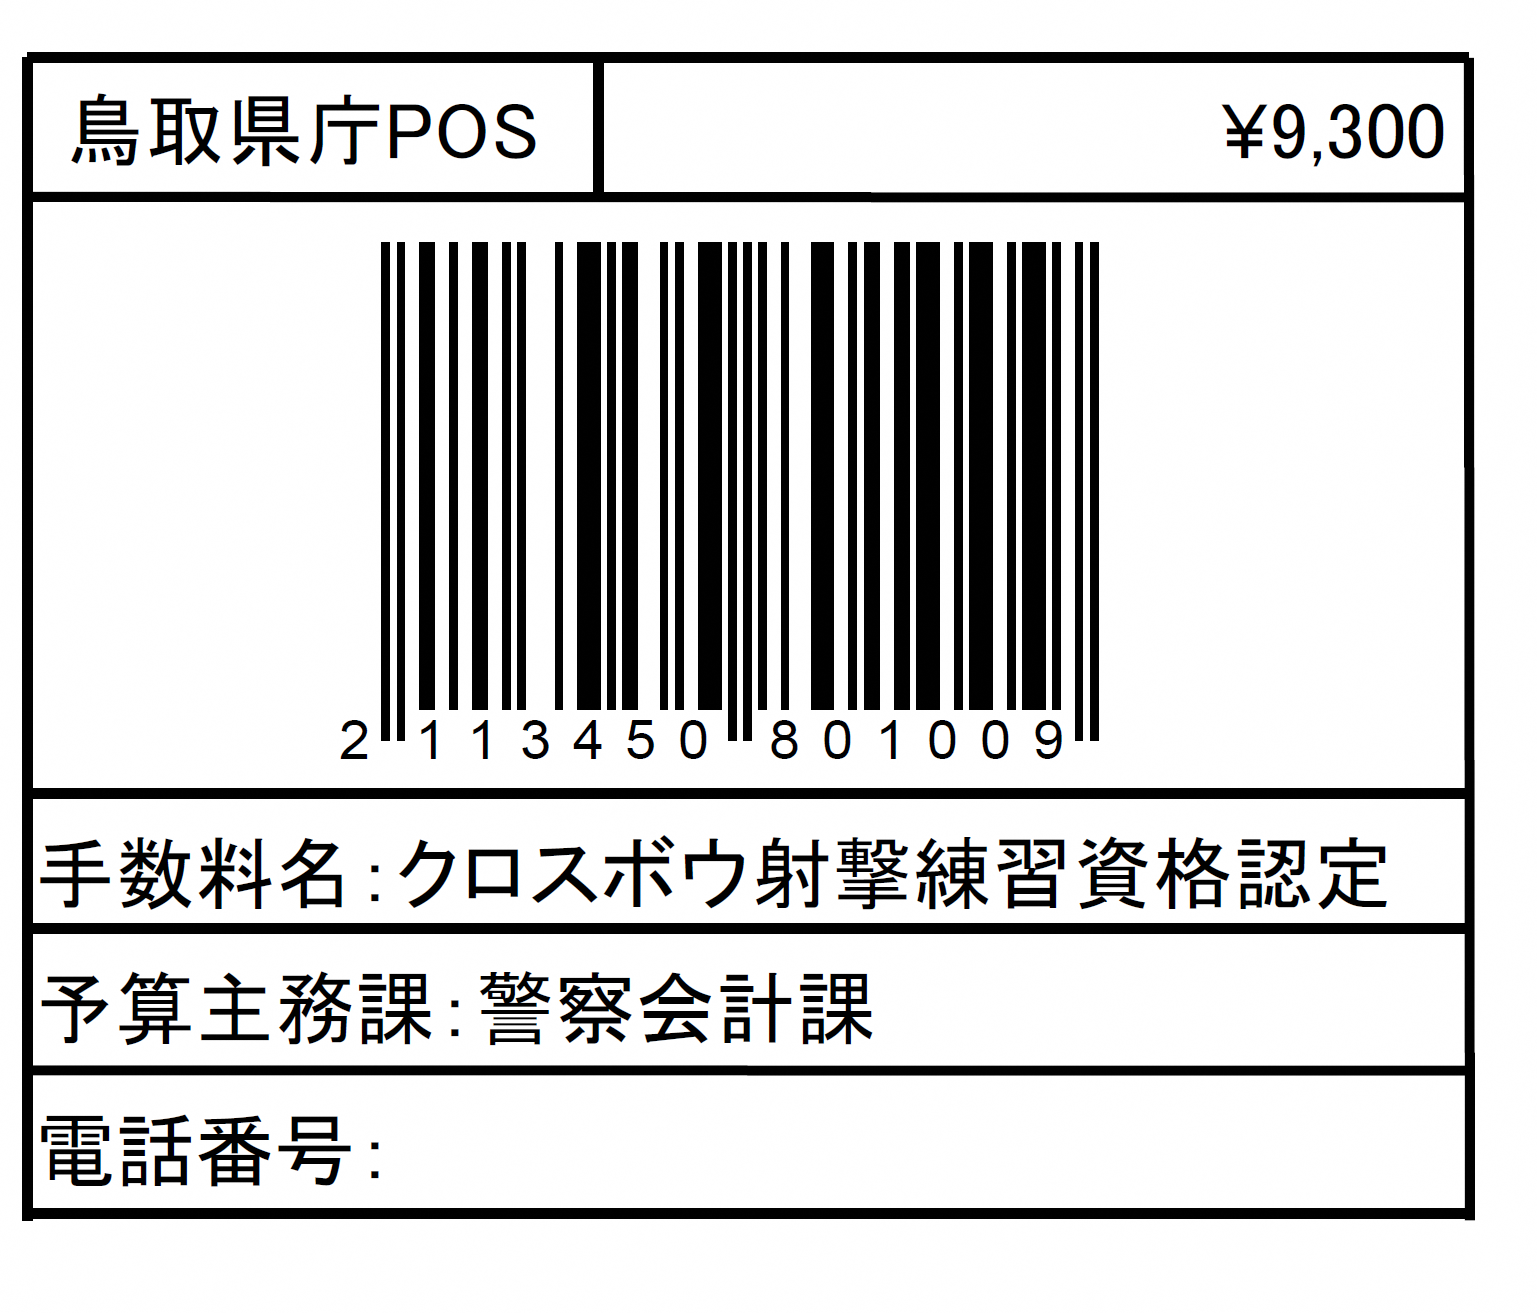 鳥取県庁POS ¥9,300
2 113450 801009
手数料名:クロスボウ射撃練習資格認定
予算主務課:警察会計課
電話番号: